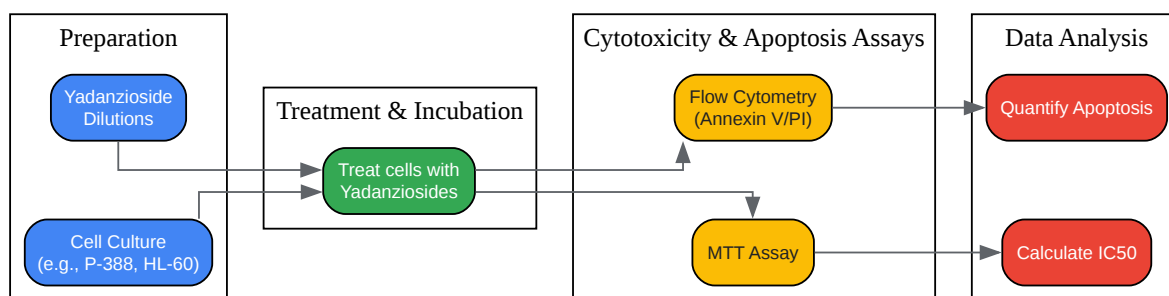 Preparation
Yadanzioside
Dilutions
Cell Culture
(e.g., P-388, HL-60)
Treatment & Incubation
Treat cells with
Yadanziosides
Cytotoxicity & Apoptosis Assays
Flow Cytometry
(Annexin V/PI)
MTT Assay
Data Analysis
Quantify Apoptosis
Calculate IC50